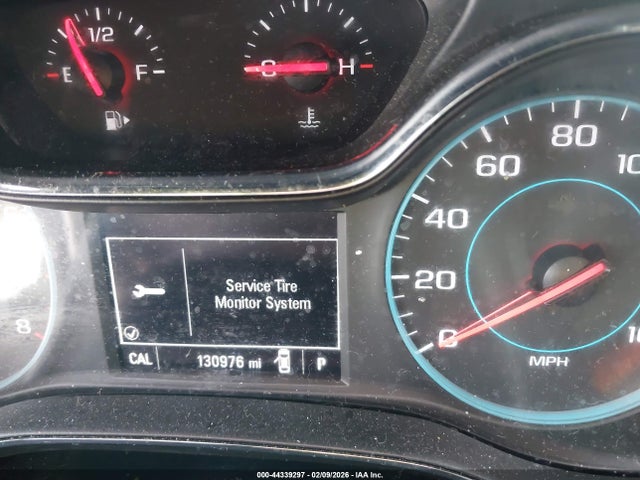 1/2
E F
C H
Service Tire
Monitor System
CAL 130976 mi P
8
0
20
40
60
80
MPH
000-44339297 - 02/09/2026 - IAA Inc.